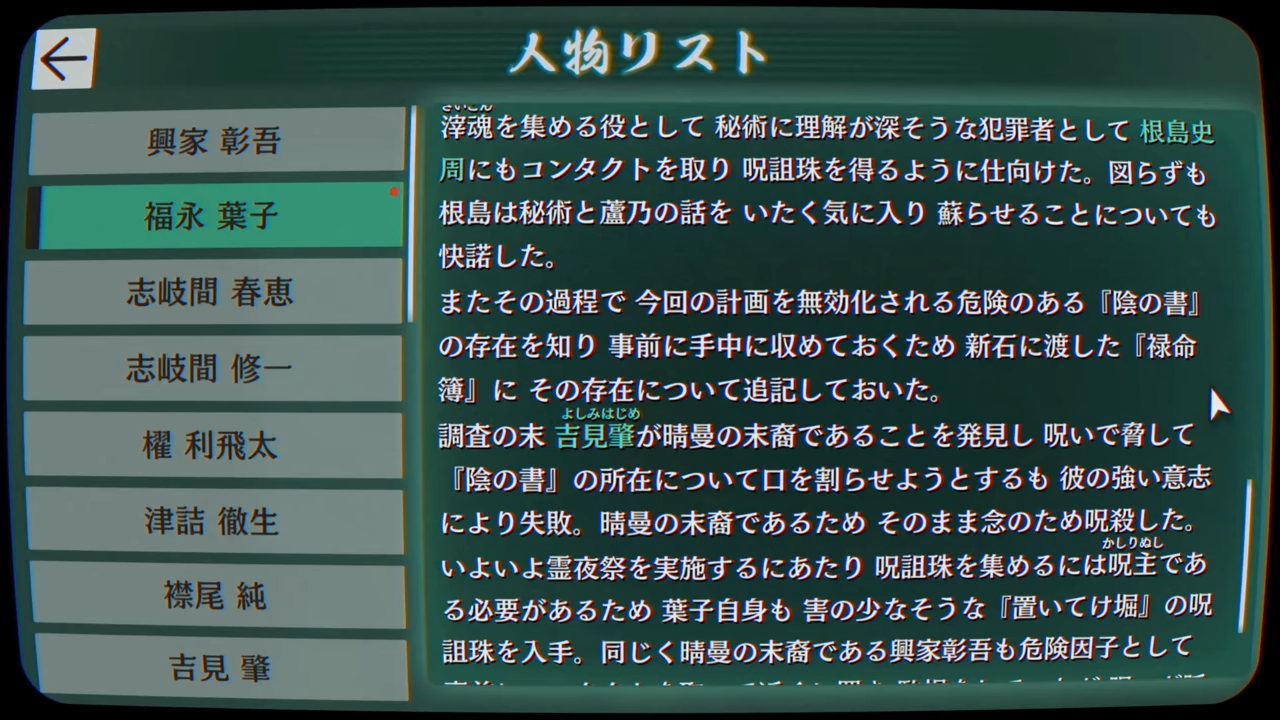 人物リスト
興家 彰吾
福永 葉子
志岐間 春恵
志岐間 修一
櫂 利飛太
津詰 徹生
襟尾 純
吉見 肇
さいこん
滓魂を集める役として 秘術に理解が深そうな犯罪者として 根島史
周にもコンタクトを取り 呪詛珠を得るように仕向けた。図らずも
根島は秘術と蘆乃の話を いたく気に入り 蘇らせることについても
快諾した。
またその過程で 今回の計画を無効化される危険のある『陰の書』
の存在を知り 事前に手中に収めておくため 新石に渡した『禄命
簿』に その存在について追記しておいた。
よしみはじめ
調査の末 吉見肇が晴曼の末裔であることを発見し 呪いで脅して
『陰の書』の所在について口を割らせようとするも 彼の強い意志
により失敗。晴曼の末裔であるため そのまま念のため呪殺した。
かしりぬし
いよいよ霊夜祭を実施するにあたり 呪詛珠を集めるには呪主であ
る必要があるため 葉子自身も 害の少なそうな『置いてけ堀』の呪
詛珠を入手。同じく晴曼の末裔である興家彰吾も危険因子として